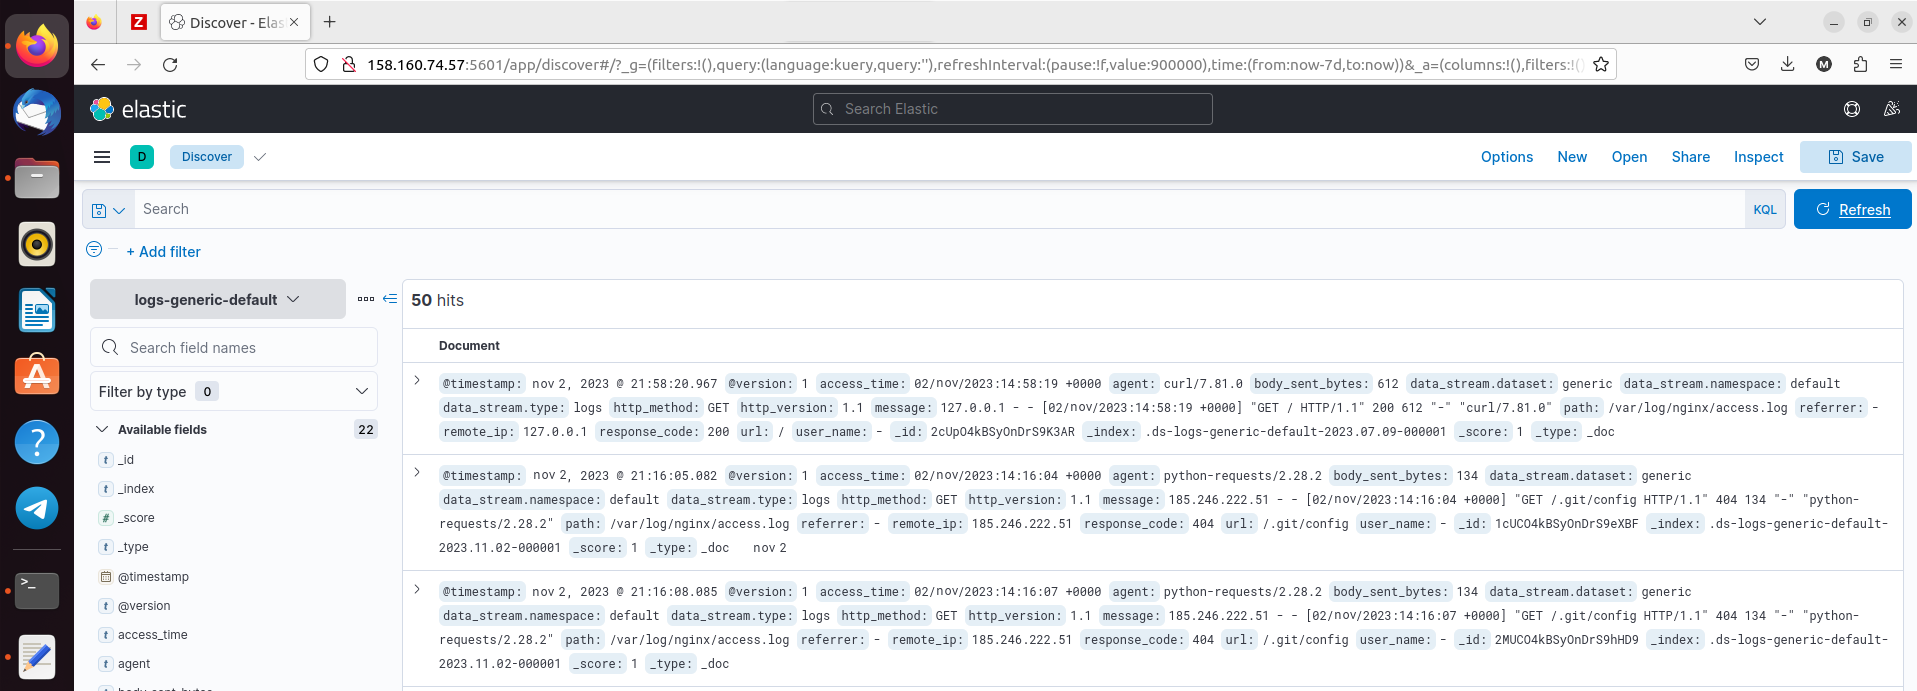 Discover - Elas
158.160.74.57:5601/app/discover#/?_g=(filters:!(),query:(language:kuery,query:''),refreshInterval:(pause:!f,value:900000),time:(from:now-7d,to:now))&_a=(columns:!(),filters:!()
elastic
Search Elastic
D
Discover
Options New Open Share Inspect Save
Search
KQL
Refresh
+ Add filter
logs-generic-default
Search field names
Filter by type 0
Available fields 22
t _id
t _index
# _score
t _type
@timestamp
t @version
t access_time
t agent
50 hits
Document
@timestamp: nov 2, 2023 @ 21:58:20.967 @version: 1 access_time: 02/nov/2023:14:58:19 +0000 agent: curl/7.81.0 body_sent_bytes: 612 data_stream.dataset: generic data_stream.namespace: default
data_stream.type: logs http_method: GET http_version: 1.1 message: 127.0.0.1 - - [02/nov/2023:14:58:19 +0000] "GET / HTTP/1.1" 200 612 "-" "curl/7.81.0" path: /var/log/nginx/access.log referrer: -
remote_ip: 127.0.0.1 response_code: 200 url: / user_name: - _id: 2cUpO4kBSyOnDrS9K3AR _index: .ds-logs-generic-default-2023.07.09-000001 _score: 1 _type: _doc
@timestamp: nov 2, 2023 @ 21:16:05.082 @version: 1 access_time: 02/nov/2023:14:16:04 +0000 agent: python-requests/2.28.2 body_sent_bytes: 134 data_stream.dataset: generic
data_stream.namespace: default data_stream.type: logs http_method: GET http_version: 1.1 message: 185.246.222.51 - - [02/nov/2023:14:16:04 +0000] "GET /.git/config HTTP/1.1" 404 134 "-" "python-
requests/2.28.2" path: /var/log/nginx/access.log referrer: - remote_ip: 185.246.222.51 response_code: 404 url: /.git/config user_name: - _id: 1cUCO4kBSyOnDrS9eXBF _index: .ds-logs-generic-default-
2023.11.02-000001 _score: 1 _type: _doc nov 2
@timestamp: nov 2, 2023 @ 21:16:08.085 @version: 1 access_time: 02/nov/2023:14:16:07 +0000 agent: python-requests/2.28.2 body_sent_bytes: 134 data_stream.dataset: generic
data_stream.namespace: default data_stream.type: logs http_method: GET http_version: 1.1 message: 185.246.222.51 - - [02/nov/2023:14:16:07 +0000] "GET /.git/config HTTP/1.1" 404 134 "-" "python-
requests/2.28.2" path: /var/log/nginx/access.log referrer: - remote_ip: 185.246.222.51 response_code: 404 url: /.git/config user_name: - _id: 2MUCO4kBSyOnDrS9hHD9 _index: .ds-logs-generic-default-
2023.11.02-000001 _score: 1 _type: _doc